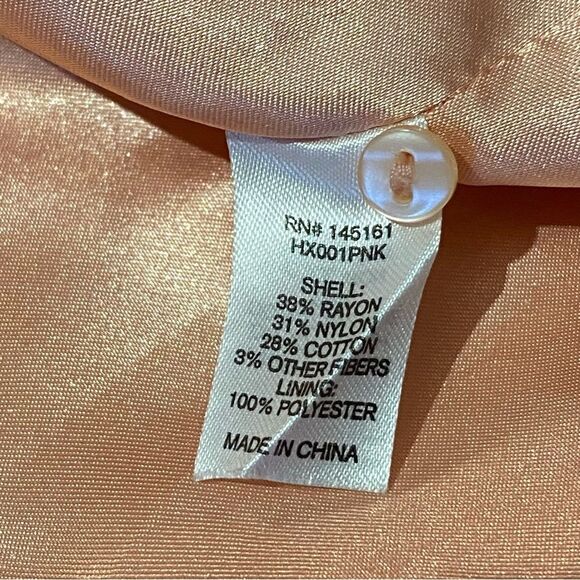 RN# 145161
HX001PNK
SHELL:
38% RAYON
31% NYLON
28% COTTON
3% OTHER FIBERS
LINING:
100% POLYESTER
MADE IN CHINA